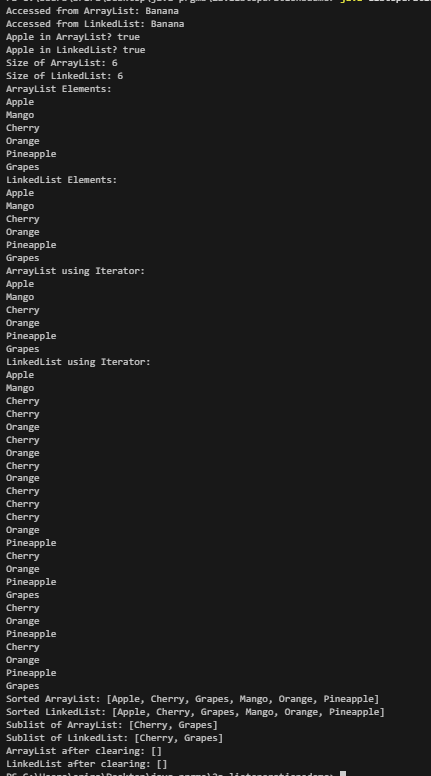 Accessed from ArrayList: Banana
Accessed from LinkedList: Banana
Apple in ArrayList? true
Apple in LinkedList? true
Size of ArrayList: 6
Size of LinkedList: 6
ArrayList Elements:
Apple
Mango
Cherry
Orange
Pineapple
Grapes
LinkedList Elements:
Apple
Mango
Cherry
Orange
Pineapple
Grapes
ArrayList using Iterator:
Apple
Mango
Cherry
Orange
Pineapple
Grapes
LinkedList using Iterator:
Apple
Mango
Cherry
Cherry
Orange
Cherry
Orange
Cherry
Orange
Cherry
Cherry
Cherry
Orange
Pineapple
Cherry
Orange
Pineapple
Grapes
Cherry
Orange
Pineapple
Cherry
Orange
Pineapple
Grapes
Sorted ArrayList: [Apple, Cherry, Grapes, Mango, Orange, Pineapple]
Sorted LinkedList: [Apple, Cherry, Grapes, Mango, Orange, Pineapple]
Sublist of ArrayList: [Cherry, Grapes]
Sublist of LinkedList: [Cherry, Grapes]
ArrayList after clearing: []
LinkedList after clearing: []